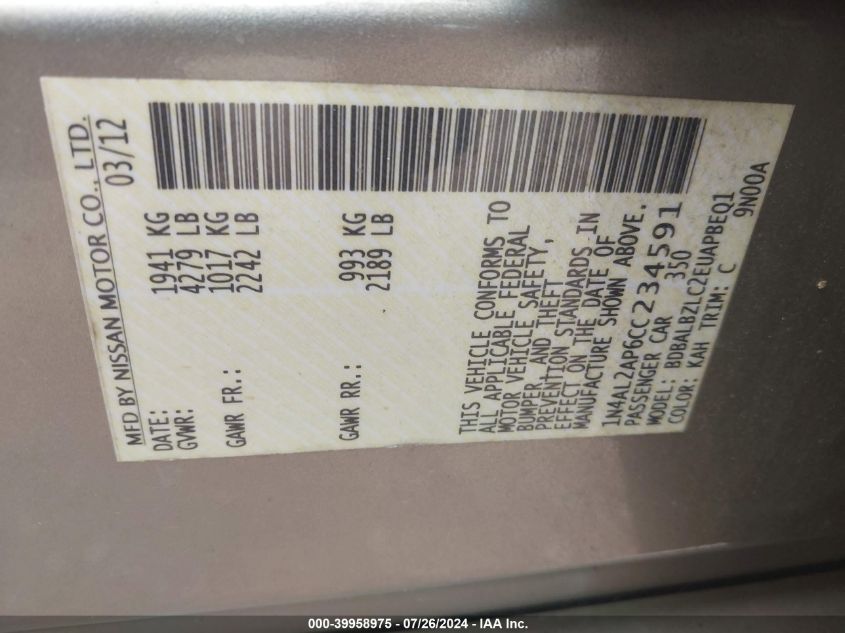 MFD BY NISSAN MOTOR CO., LTD.
DATE: 03/12
GVWR: 1941 KG
4279 LB
GAWR FR.: 1017 KG
2242 LB
GAWR RR.: 993 KG
2189 LB
THIS VEHICLE CONFORMS TO
ALL APPLICABLE FEDERAL
MOTOR VEHICLE SAFETY,
BUMPER, AND THEFT
PREVENTION STANDARDS IN
EFFECT ON THE DATE OF
MANUFACTURE SHOWN ABOVE.
1N4AL2AP6CC234591
PASSENGER CAR 350
MODEL: BDBALBZLC2EUAPBEQ1
COLOR: KAH TRIM: C 9N00A
000-39958975 - 07/26/2024 - IAA Inc.